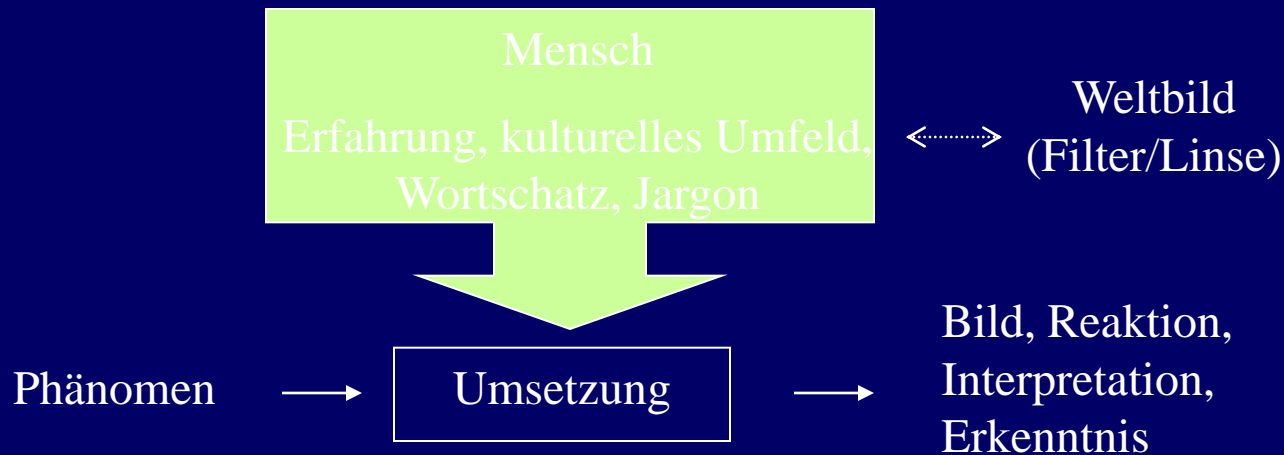 Mensch
Erfahrung, kulturelles Umfeld,
Wortschatz, Jargon
Weltbild
(Filter/Linse)
Phänomen
Umsetzung
Bild, Reaktion,
Interpretation,
Erkenntnis